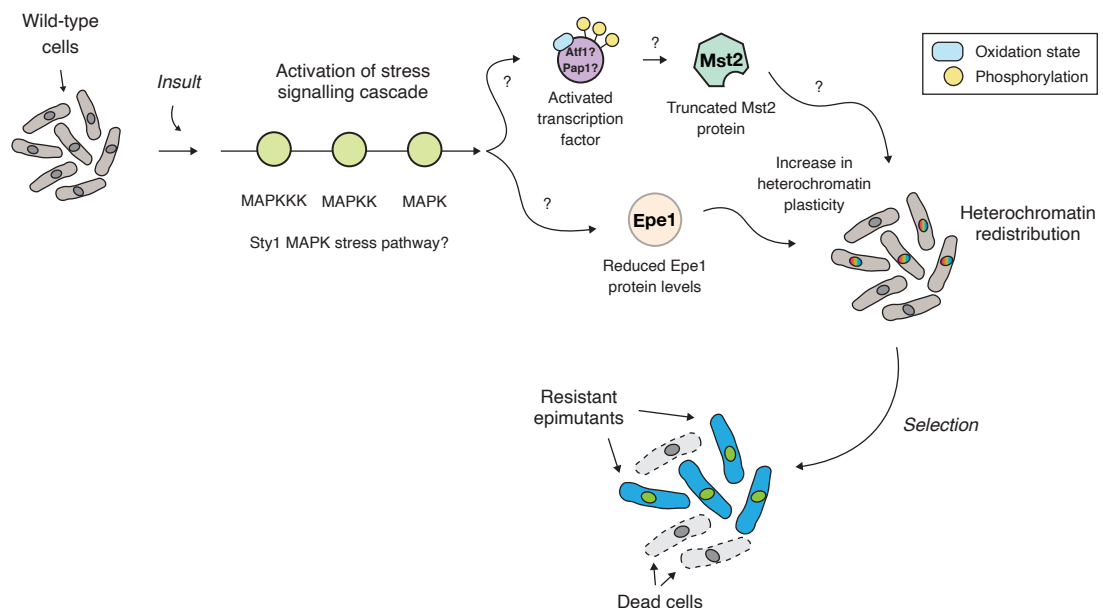 Wild-type
cells
Insult
Activation of stress
signalling cascade
MAPKKK
MAPKK
MAPK
Sty1 MAPK stress pathway?
?
Atf1?
Pap1?
Activated
transcription
factor
?
Mst2
Truncated Mst2
protein
?
Oxidation state
Phosphorylation
?
Epe1
Reduced Epe1
protein levels
Increase in
heterochromatin
plasticity
Heterochromatin
redistribution
Selection
Resistant
epimutants
Dead cells